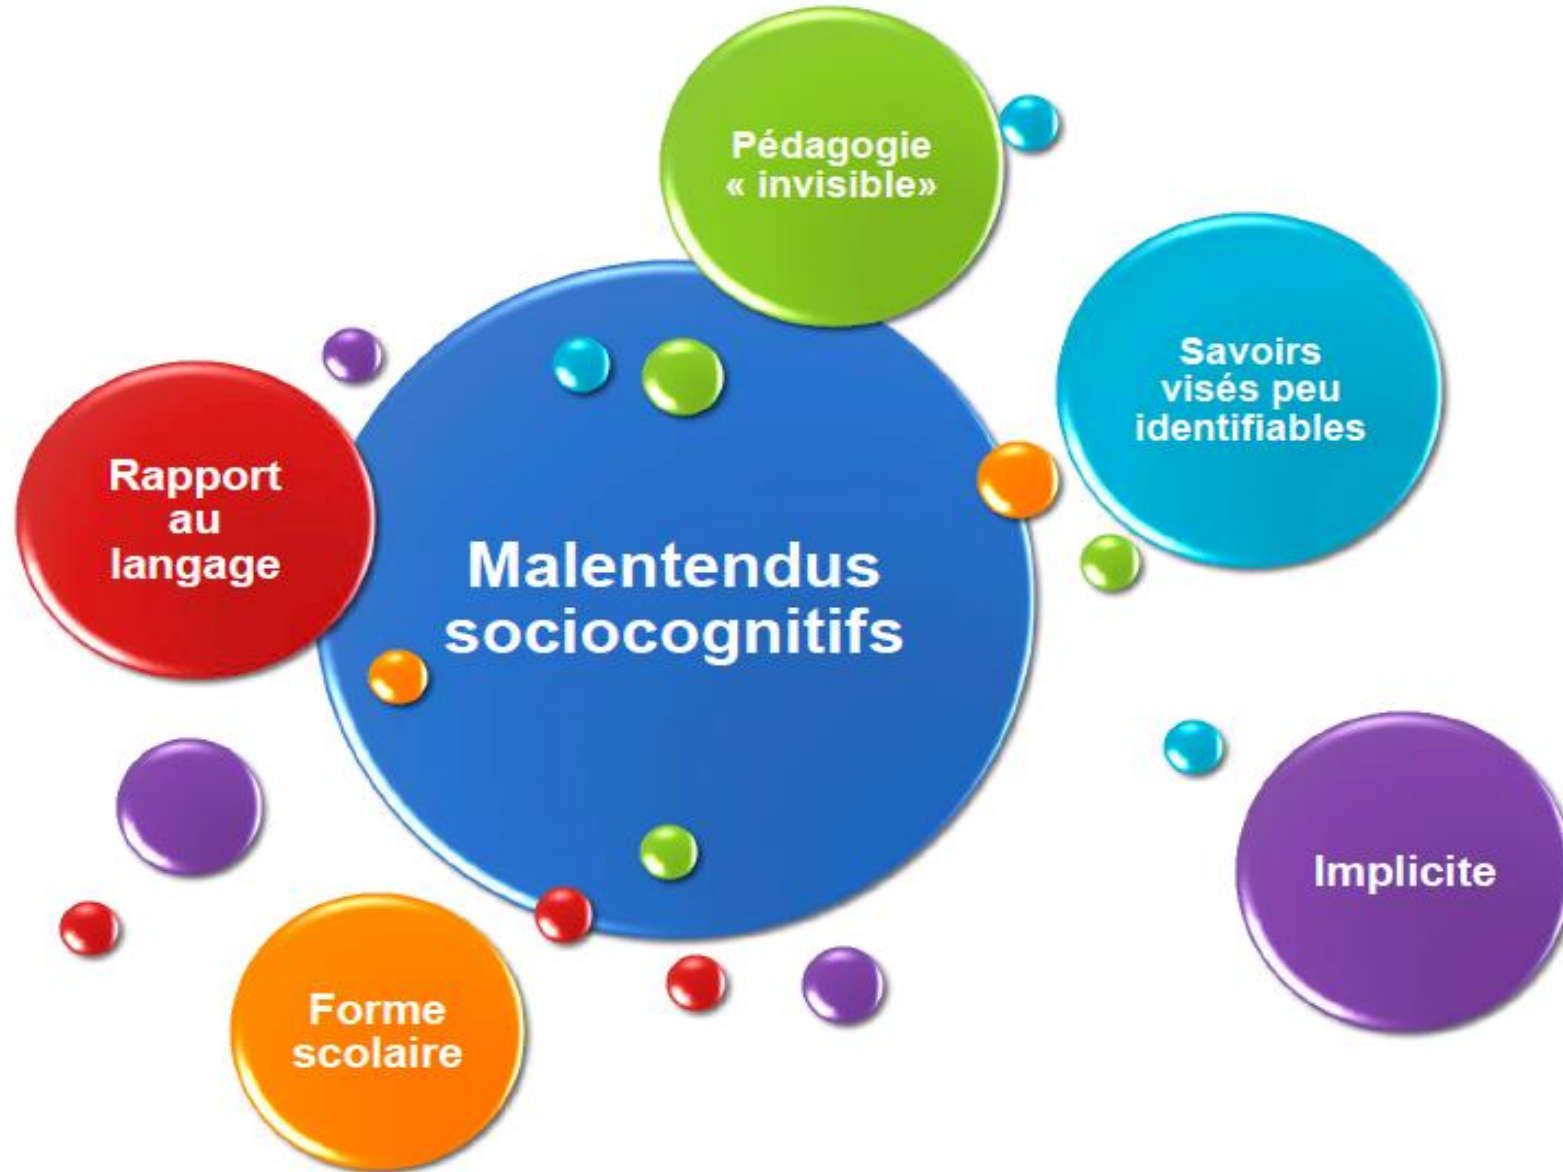 Pédagogie
« invisible»
Savoirs
visés peu
identifiables
Rapport
au
langage
Malentendus
sociocognitifs
Implicite
Forme
scolaire